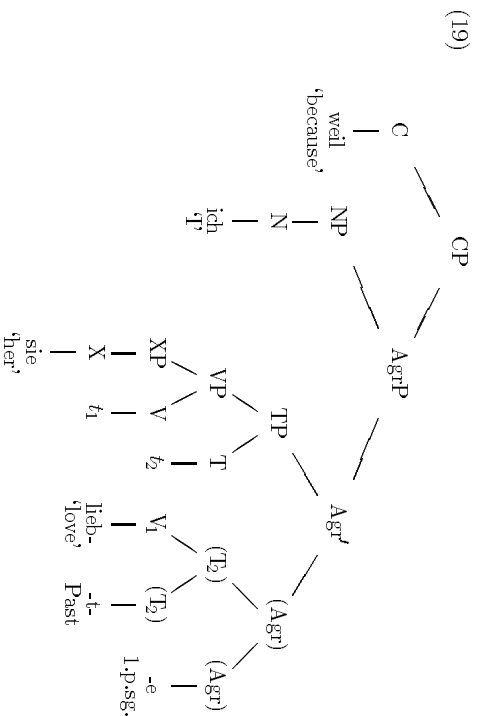 (19)
CP
C AgrP
weil NP Agr′
‘because’
N TP (Agr)
ich VP T (T₂) (Agr)
‘I’
XP V t₂ V₁ (T₂) -e
X t₁ lieb- -t- 1.p.sg.
‘love’ Past
sie
‘her’